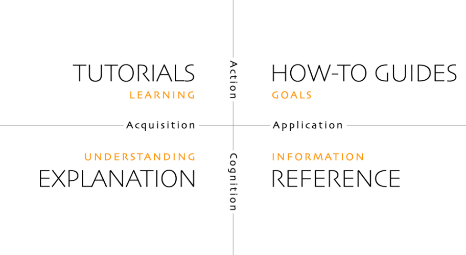 TUTORIALS
LEARNING
Action
HOW-TO GUIDES
GOALS
Acquisition
Application
UNDERSTANDING
EXPLANATION
Cognition
INFORMATION
REFERENCE